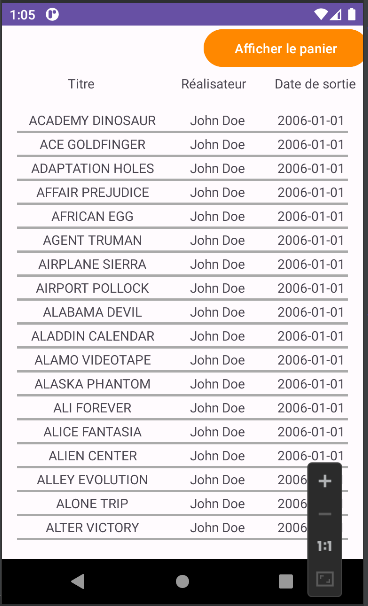 1:05
Afficher le panier
Titre Réalisateur Date de sortie
ACADEMY DINOSAUR John Doe 2006-01-01
ACE GOLDFINGER John Doe 2006-01-01
ADAPTATION HOLES John Doe 2006-01-01
AFFAIR PREJUDICE John Doe 2006-01-01
AFRICAN EGG John Doe 2006-01-01
AGENT TRUMAN John Doe 2006-01-01
AIRPLANE SIERRA John Doe 2006-01-01
AIRPORT POLLOCK John Doe 2006-01-01
ALABAMA DEVIL John Doe 2006-01-01
ALADDIN CALENDAR John Doe 2006-01-01
ALAMO VIDEOTAPE John Doe 2006-01-01
ALASKA PHANTOM John Doe 2006-01-01
ALI FOREVER John Doe 2006-01-01
ALICE FANTASIA John Doe 2006-01-01
ALIEN CENTER John Doe 2006-01-01
ALLEY EVOLUTION John Doe 2006
ALONE TRIP John Doe 2006
ALTER VICTORY John Doe 2006
1:1